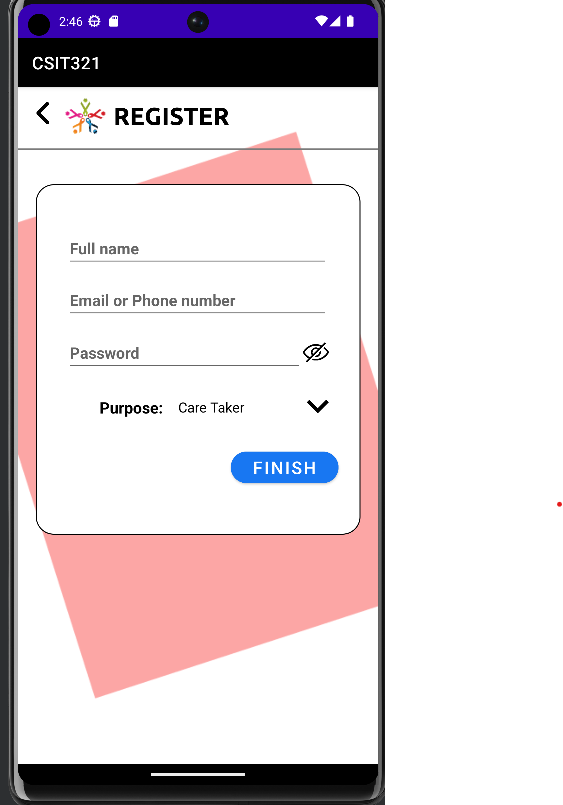 2:46
CSIT321
REGISTER
Full name
Email or Phone number
Password
Purpose: Care Taker
FINISH